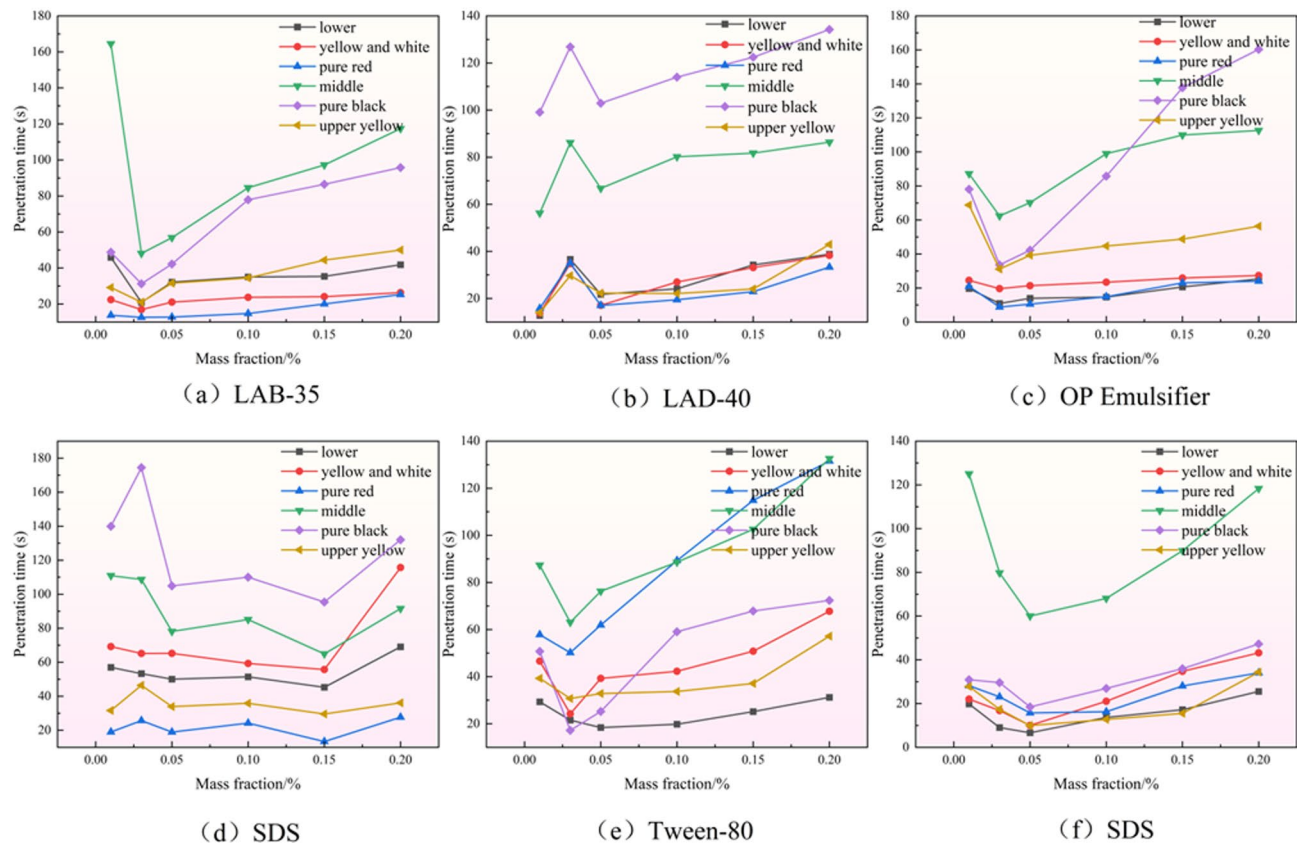 180
160
140
120
100
80
60
40
20
Penetration time (s)
lower
yellow and white
pure red
middle
pure black
upper yellow
0.00 0.05 0.10 0.15 0.20
Mass fraction/%
(a) LAB-35
140
120
100
80
60
40
20
Penetration time (s)
lower
yellow and white
pure red
middle
pure black
upper yellow
0.00 0.05 0.10 0.15 0.20
Mass fraction/%
(b) LAD-40
180
160
140
120
100
80
60
40
20
0
Penetration time (s)
lower
yellow and white
pure red
middle
pure black
upper yellow
0.00 0.05 0.10 0.15 0.20
Mass fraction/%
(c) OP Emulsifier
180
160
140
120
100
80
60
40
20
Penetration time (s)
lower
yellow and white
pure red
middle
pure black
upper yellow
0.00 0.05 0.10 0.15 0.20
Mass fraction/%
(d) SDS
140
120
100
80
60
40
20
Penetration time (s)
lower
yellow and white
pure red
middle
pure black
upper yellow
0.00 0.05 0.10 0.15 0.20
Mass fraction/%
(e) Tween-80
140
120
100
80
60
40
20
0
Penetration time (s)
lower
yellow and white
pure red
middle
pure black
upper yellow
0.00 0.05 0.10 0.15 0.20
Mass fraction/%
(f) SDS